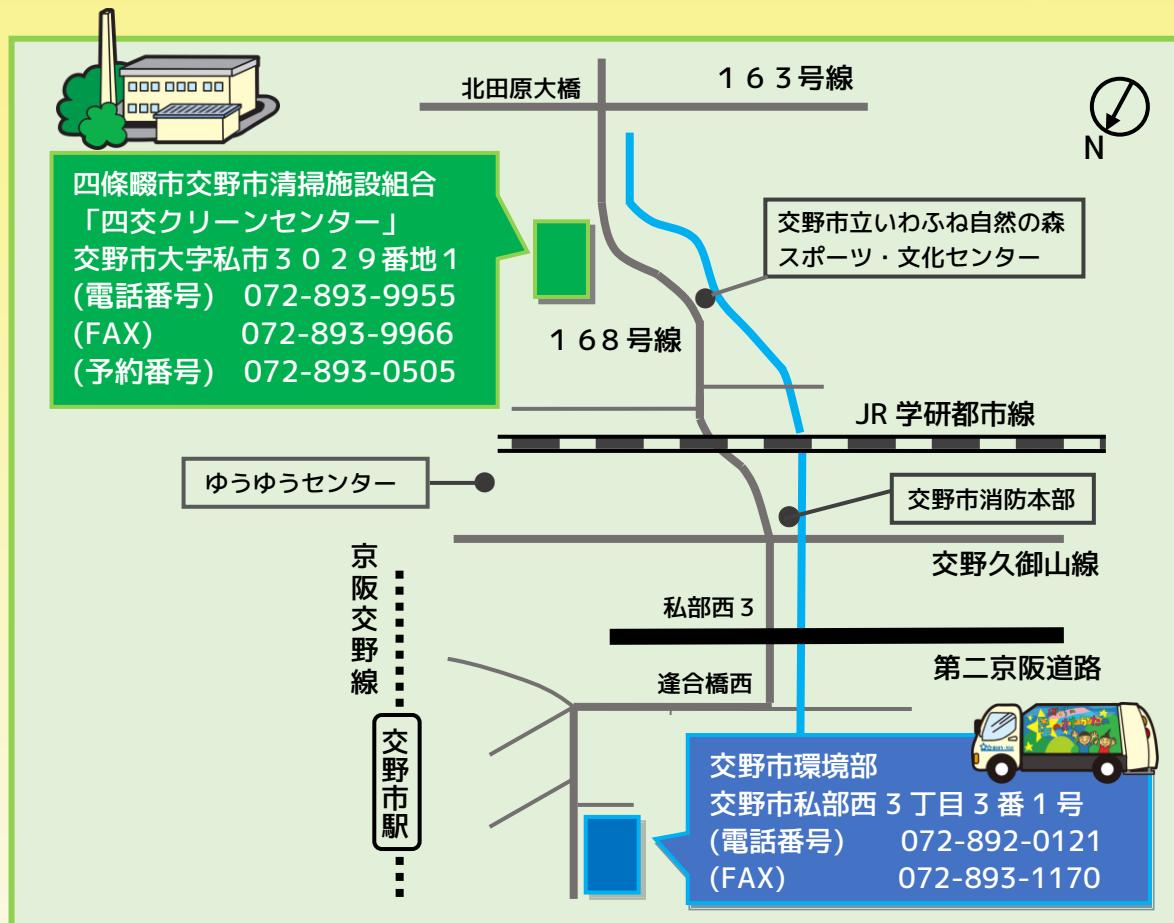 北田原大橋
１６３号線
N
四條畷市交野市清掃施設組合
「四交クリーンセンター」
交野市大字私市３０２９番地１
(電話番号) 072-893-9955
(FAX) 072-893-9966
(予約番号) 072-893-0505
交野市立いわふね自然の森
スポーツ・文化センター
１６８号線
JR 学研都市線
ゆうゆうセンター
交野市消防本部
交野久御山線
京阪交野線
私部西３
第二京阪道路
逢合橋西
交野市駅
交野市環境部
交野市私部西３丁目３番１号
(電話番号) 072-892-0121
(FAX) 072-893-1170